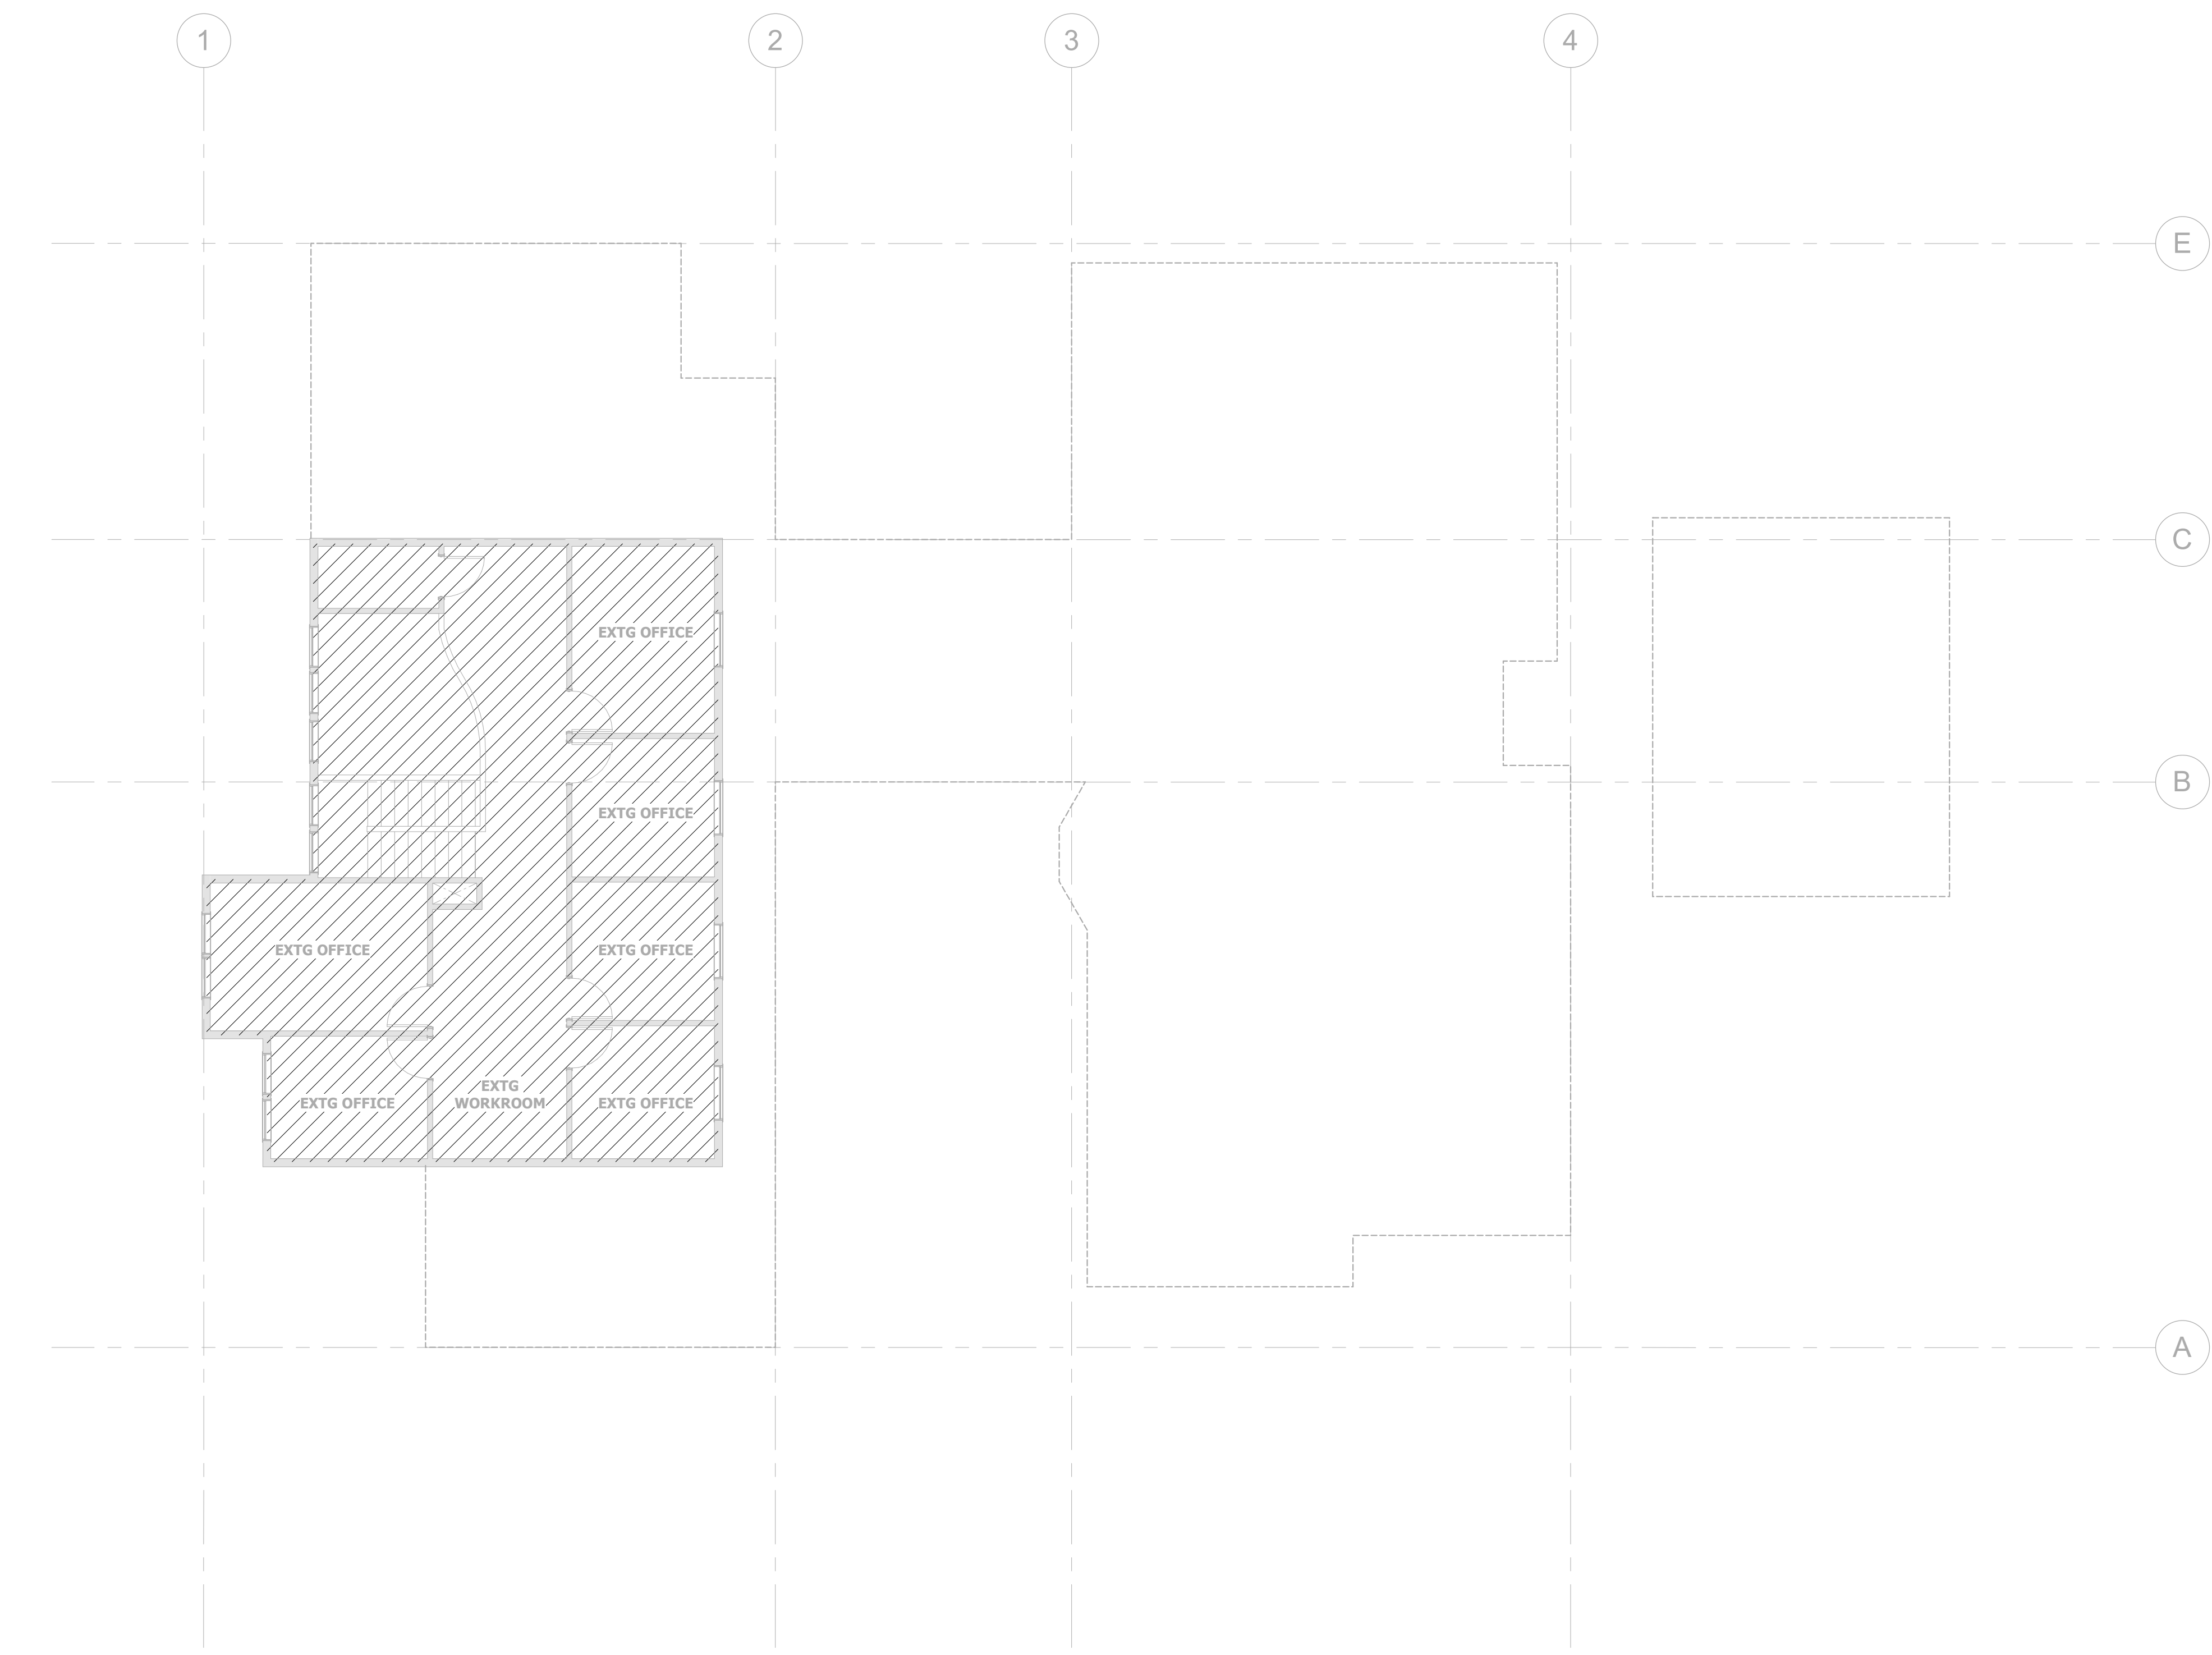 1
2
3
4
E
C
EXTG OFFICE
B
EXTG OFFICE
EXTG OFFICE
EXTG OFFICE
EXTG
WORKROOM
EXTG OFFICE
EXTG OFFICE
A